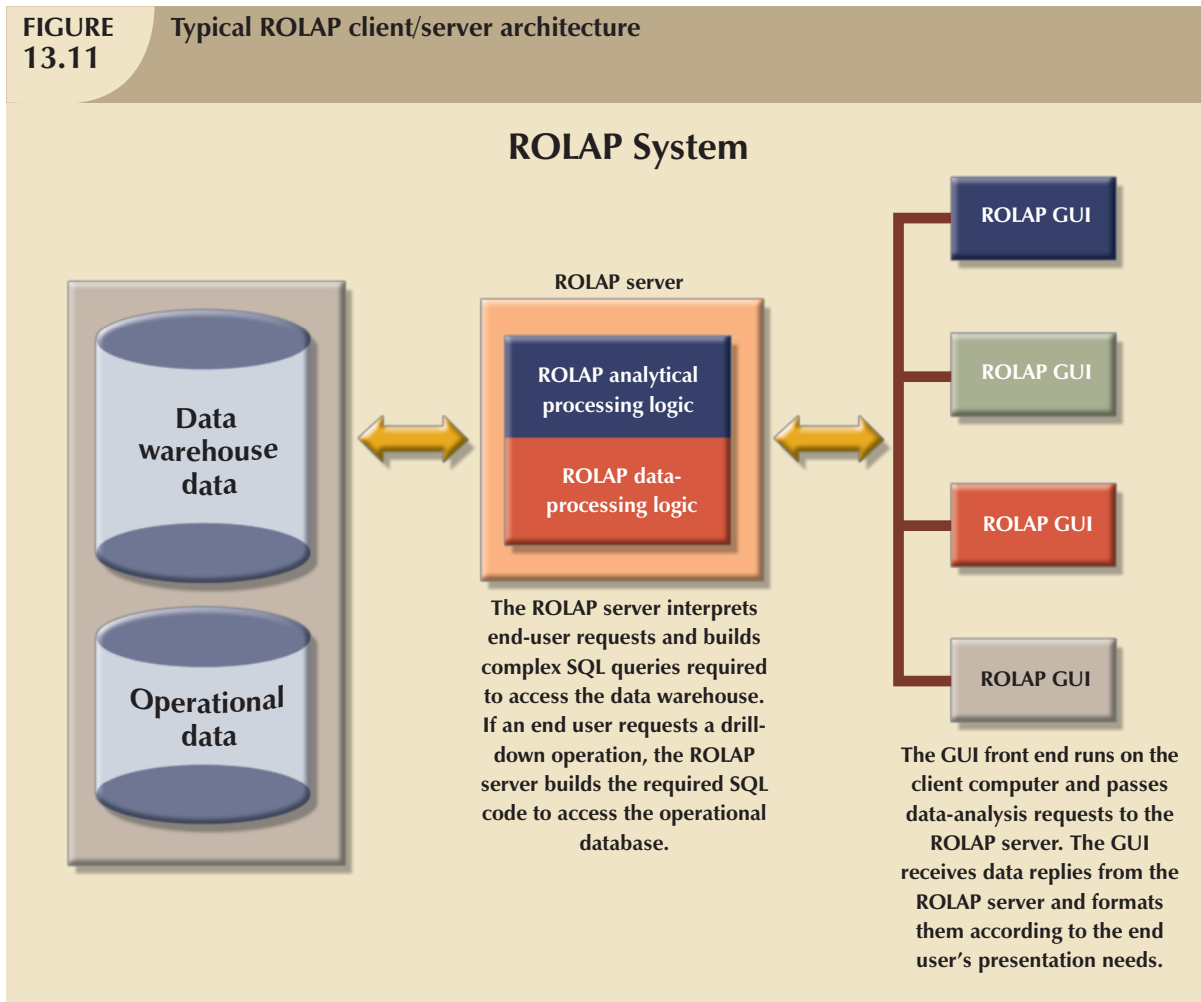 FIGURE
13.11
Typical ROLAP client/server architecture
ROLAP System
Data
warehouse
data
Operational
data
ROLAP server
ROLAP analytical
processing logic
ROLAP data-
processing logic
The ROLAP server interprets
end-user requests and builds
complex SQL queries required
to access the data warehouse.
If an end user requests a drill-
down operation, the ROLAP
server builds the required SQL
code to access the operational
database.
ROLAP GUI
ROLAP GUI
ROLAP GUI
ROLAP GUI
The GUI front end runs on the
client computer and passes
data-analysis requests to the
ROLAP server. The GUI
receives data replies from the
ROLAP server and formats
them according to the end
user's presentation needs.